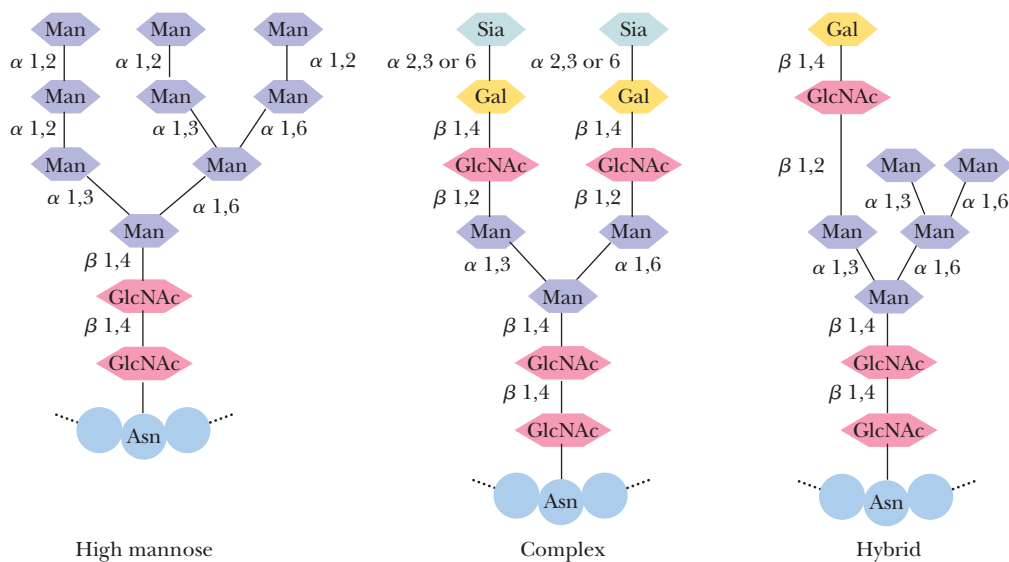 Man Man Man
α 1,2 α 1,2 α 1,2
Man Man Man
α 1,2 α 1,3 α 1,6
Man Man
α 1,3 α 1,6
Man
β 1,4
GlcNAc
β 1,4
GlcNAc
Asn
High mannose
Sia Sia
α 2,3 or 6 α 2,3 or 6
Gal Gal
β 1,4 β 1,4
GlcNAc GlcNAc
β 1,2 β 1,2
Man Man
α 1,3 α 1,6
Man
β 1,4
GlcNAc
β 1,4
GlcNAc
Asn
Complex
Gal
β 1,4
GlcNAc
β 1,2 Man Man
α 1,3 α 1,6
Man Man
α 1,3 α 1,6
Man
β 1,4
GlcNAc
β 1,4
GlcNAc
Asn
Hybrid